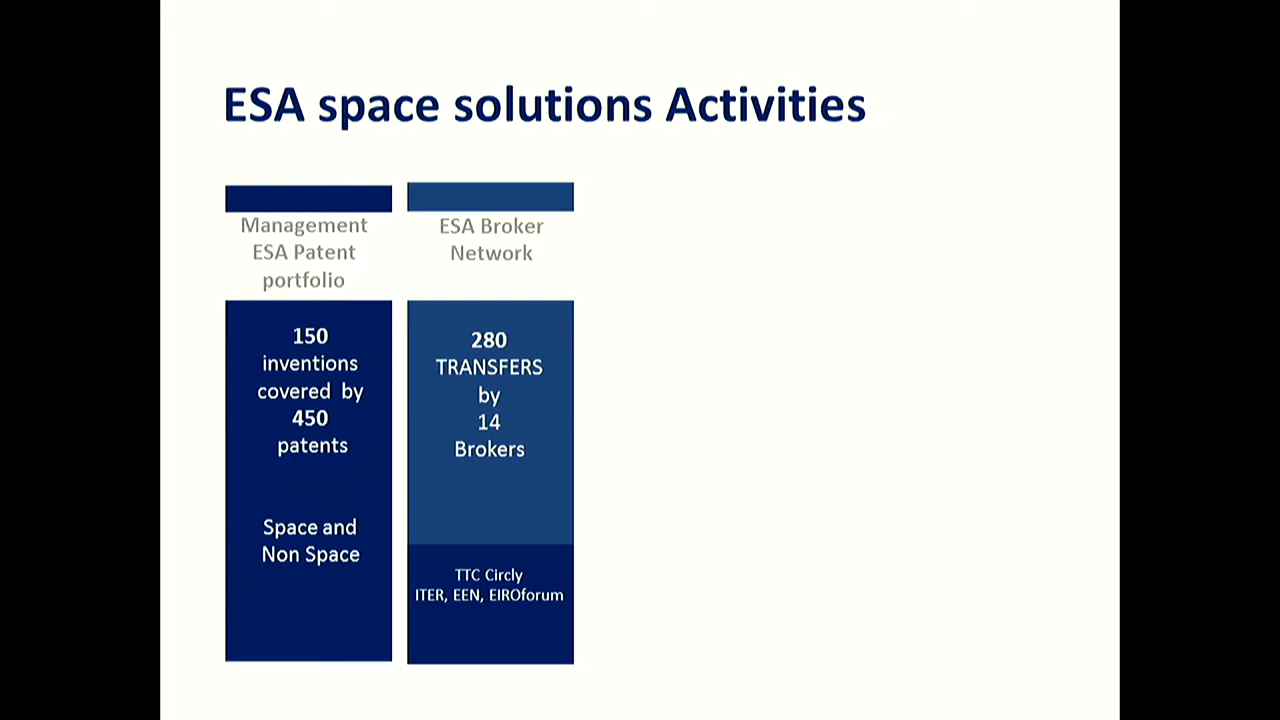 ESA space solutions Activities
Management
ESA Patent
portfolio
150
inventions
covered by
450
patents
Space and
Non Space
ESA Broker
Network
280
TRANSFERS
by
14
Brokers
TTC Circly
ITER, EEN, EIROforum